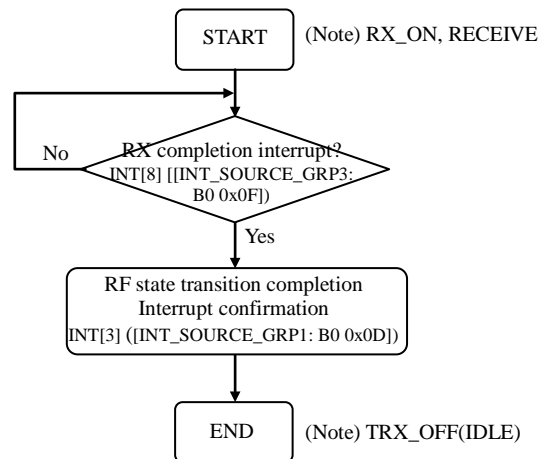 START
(Note) RX_ON, RECEIVE
No
RX completion interrupt?
INT[8] [[INT_SOURCE_GRP3:
B0 0x0F])
Yes
RF state transition completion
Interrupt confirmation
INT[3] ([INT_SOURCE_GRP1: B0 0x0D])
END
(Note) TRX_OFF(IDLE)